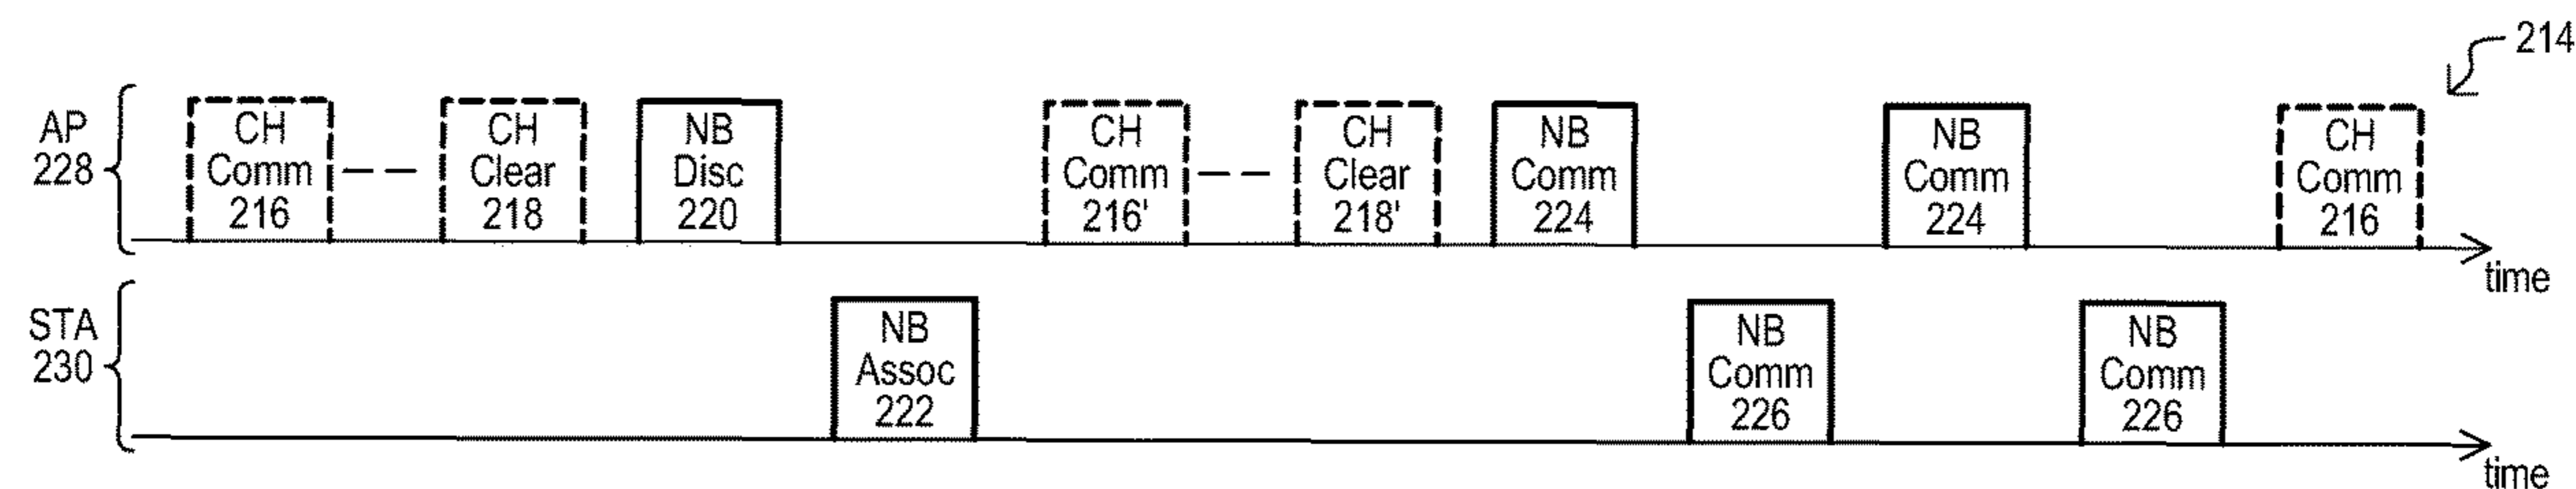 214
AP
228
CH
Comm
216
CH
Clear
218
NB
Disc
220
CH
Comm
216'
CH
Clear
218'
NB
Comm
224
NB
Comm
224
CH
Comm
216
time
STA
230
NB
Assoc
222
NB
Comm
226
NB
Comm
226
time